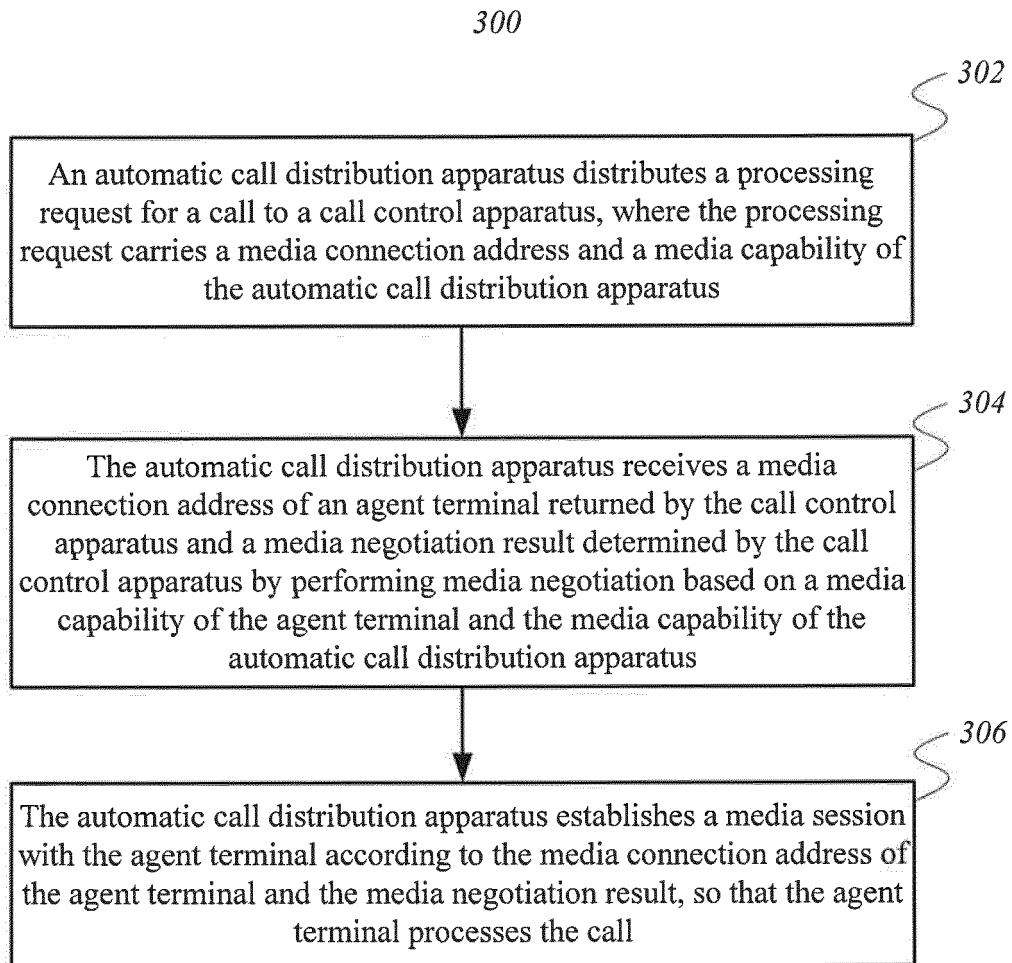 300
302
An automatic call distribution apparatus distributes a processing
request for a call to a call control apparatus, where the processing
request carries a media connection address and a media capability of
the automatic call distribution apparatus
304
The automatic call distribution apparatus receives a media
connection address of an agent terminal returned by the call control
apparatus and a media negotiation result determined by the call
control apparatus by performing media negotiation based on a media
capability of the agent terminal and the media capability of the
automatic call distribution apparatus
306
The automatic call distribution apparatus establishes a media session
with the agent terminal according to the media connection address of
the agent terminal and the media negotiation result, so that the agent
terminal processes the call